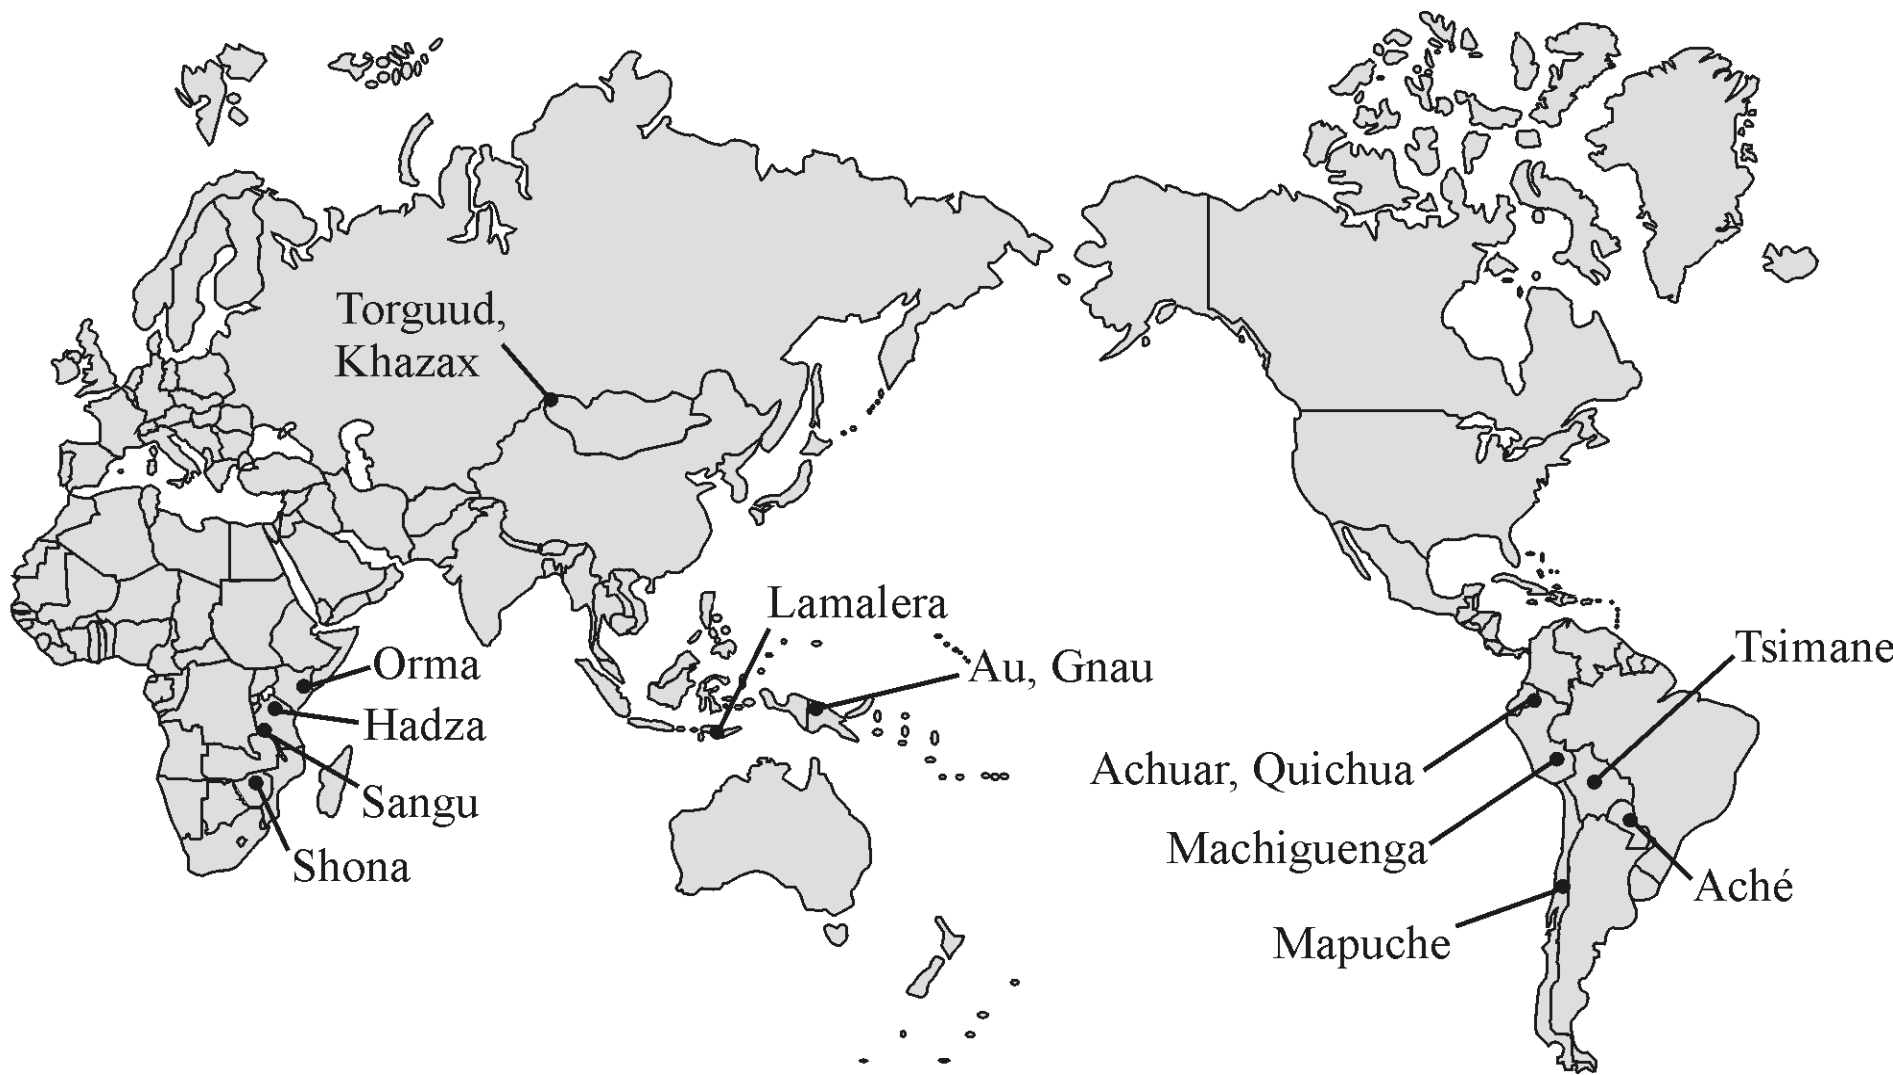 Torguud,
Khazax
Lamalera
Orma
Au, Gnau
Tsimane
Hadza
Achuar, Quichua
Sangu
Machiguenga
Shona
Aché
Mapuche